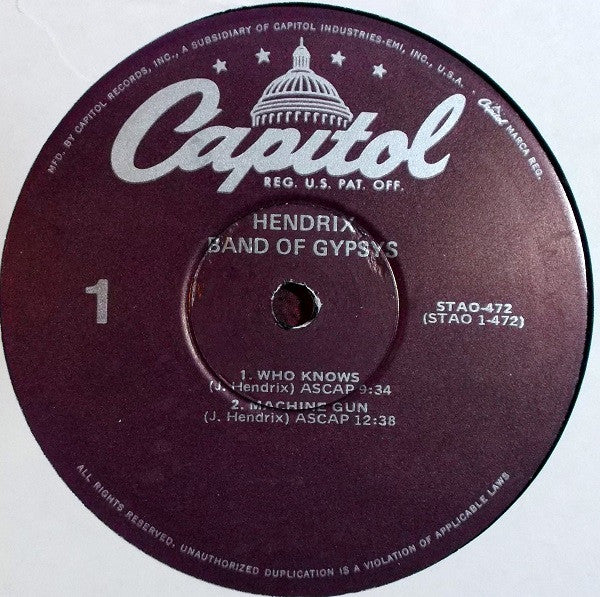 MFD. BY CAPITOL RECORDS, INC., A SUBSIDIARY OF CAPITOL INDUSTRIES-EMI, INC., U.S.A.
Capitol MARCA REG.
Capitol
REG. U.S. PAT. OFF.
HENDRIX
BAND OF GYPSYS
1
STAO-472
(STAO 1-472)
1. WHO KNOWS
(J. Hendrix) ASCAP 9:34
2. MACHINE GUN
(J. Hendrix) ASCAP 12:38
ALL RIGHTS RESERVED. UNAUTHORIZED DUPLICATION IS A VIOLATION OF APPLICABLE LAWS